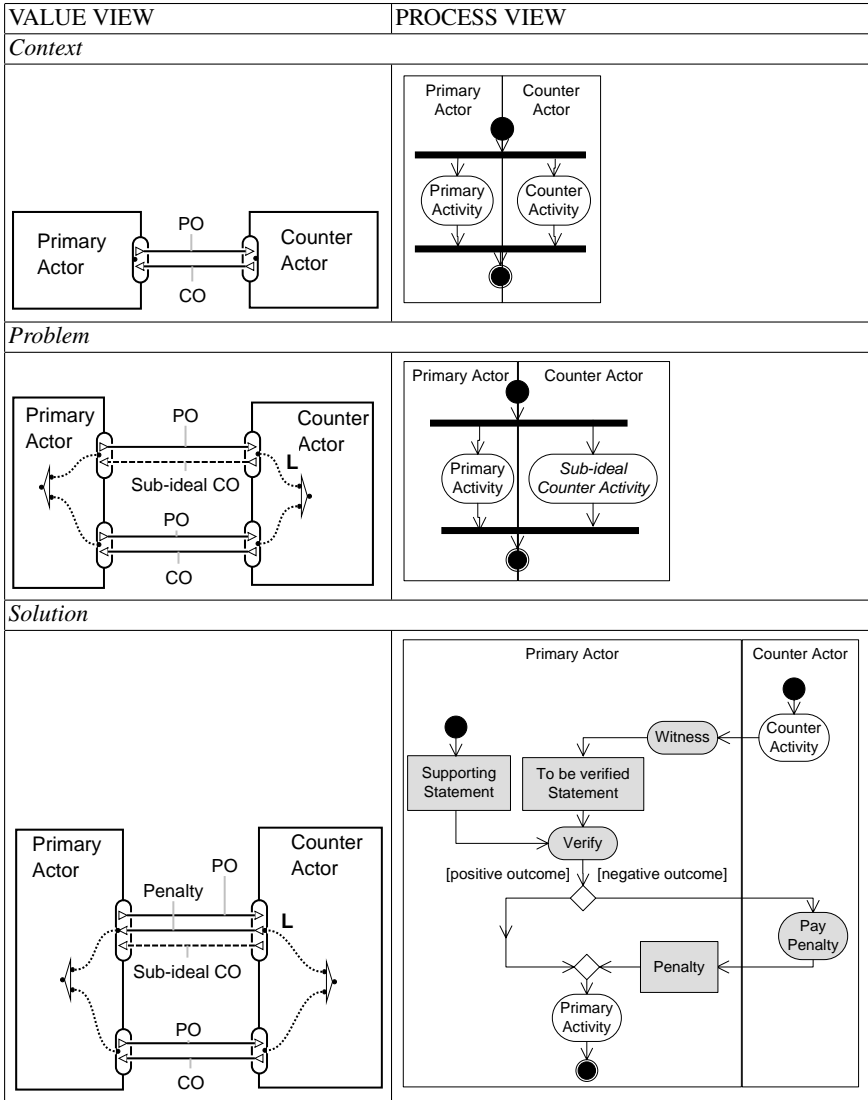 VALUE VIEW
PROCESS VIEW
Context
Primary
Actor
PO
CO
Counter
Actor
Primary
Actor
Counter
Actor
Primary
Activity
Counter
Activity
Problem
Primary
Actor
PO
Sub-ideal CO
PO
CO
Counter
Actor
L
Primary Actor
Counter Actor
Primary
Activity
Sub-ideal
Counter Activity
Solution
Primary
Actor
PO
Penalty
Sub-ideal CO
PO
CO
Counter
Actor
L
Primary Actor
Counter Actor
Counter
Activity
Witness
Supporting
Statement
To be verified
Statement
Verify
[positive outcome]
[negative outcome]
Pay
Penalty
Penalty
Primary
Activity